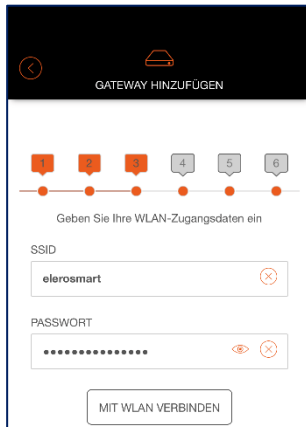 GATEWAY HINZUFÜGEN
1 2 3 4 5 6
Geben Sie Ihre WLAN-Zugangsdaten ein
SSID
elerosmart
PASSWORT
•••••••••••••••
MIT WLAN VERBINDEN